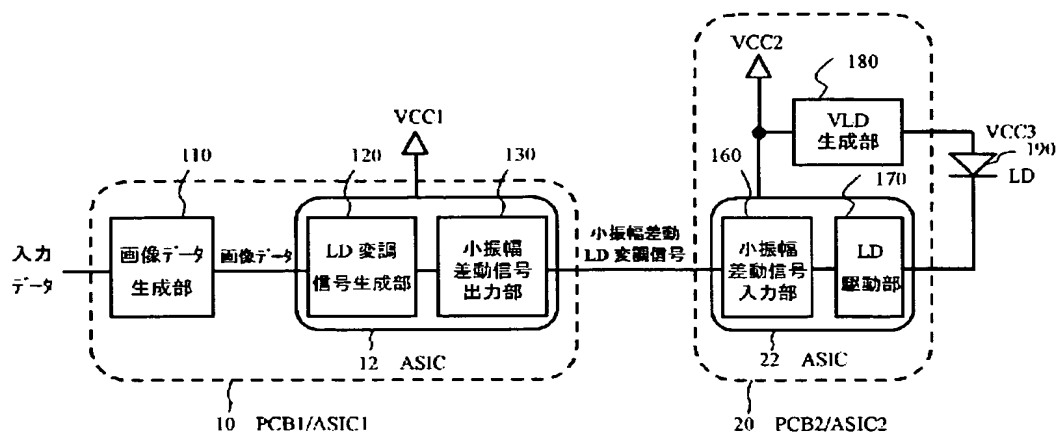 VCC2
180
VLD
生成部
VCC3
190
LD
VCC1
110
120
130
160
170
入力
データ
画像データ
生成部
画像データ
LD 変調
信号生成部
小振幅
差動信号
出力部
小振幅差動
LD 変調信号
小振幅
差動信号
入力部
LD
駆動部
12 ASIC
22 ASIC
10 PCB1/ASIC1
20 PCB2/ASIC2